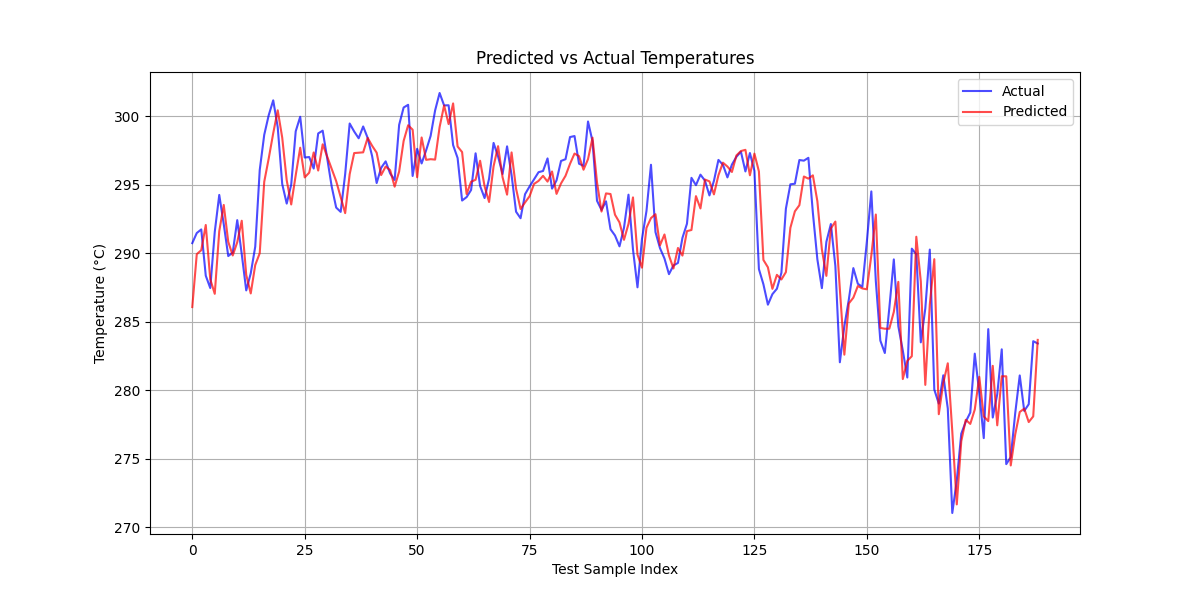 Predicted vs Actual Temperatures
Actual
Predicted
300
295
290
285
280
275
270
Temperature (°C)
0 25 50 75 100 125 150 175
Test Sample Index